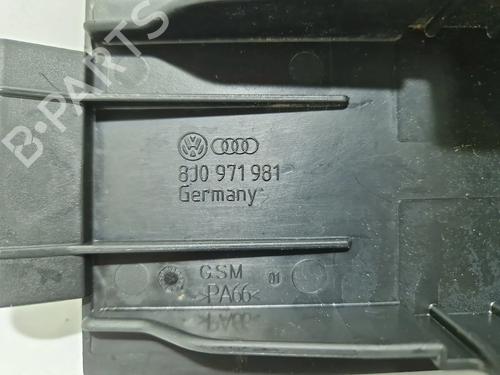 B-PARTS
8J0 971 981
Germany
GSM 01
>PA66<